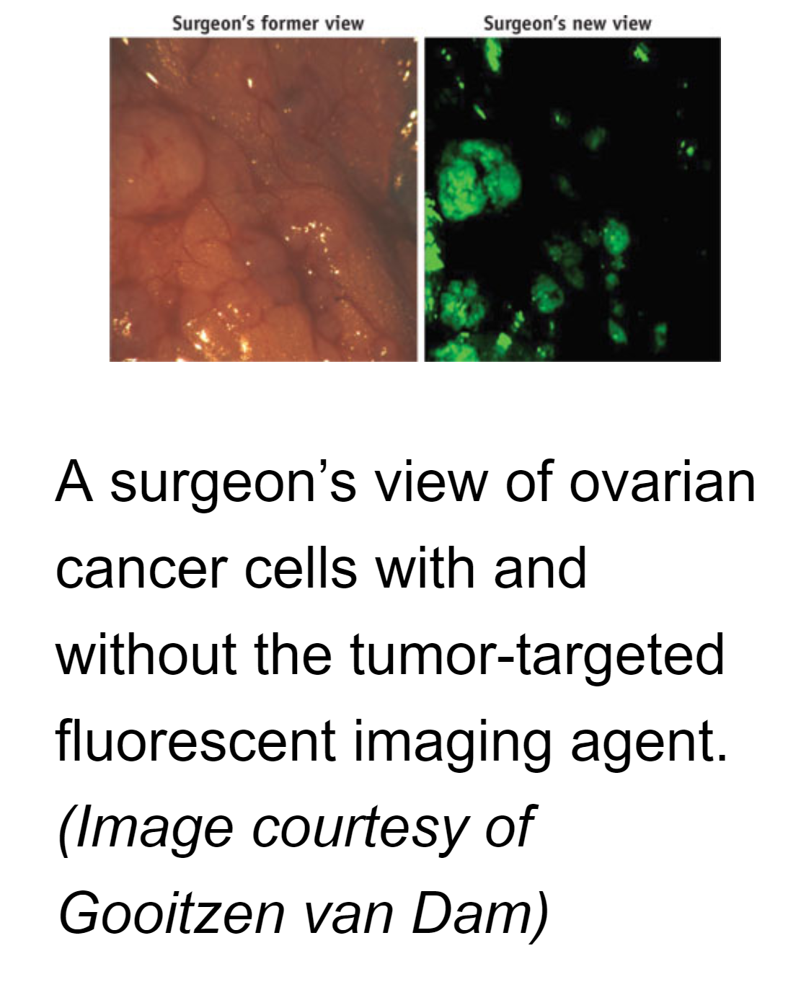 Surgeon's former view
Surgeon's new view
A surgeon’s view of ovarian
cancer cells with and
without the tumor-targeted
fluorescent imaging agent.
(Image courtesy of
Gooitzen van Dam)